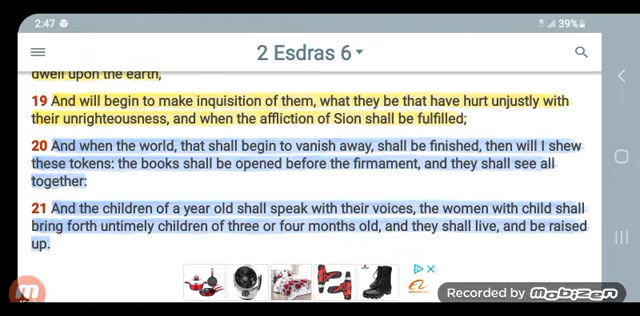 2:47
39%
2 Esdras 6
dwell upon the earth,
19 And will begin to make inquisition of them, what they be that have hurt unjustly with
their unrighteousness, and when the affliction of Sion shall be fulfilled;
20 And when the world, that shall begin to vanish away, shall be finished, then will I shew
these tokens: the books shall be opened before the firmament, and they shall see all
together:
21 And the children of a year old shall speak with their voices, the women with child shall
bring forth untimely children of three or four months old, and they shall live, and be raised
up.
Recorded by mobizen